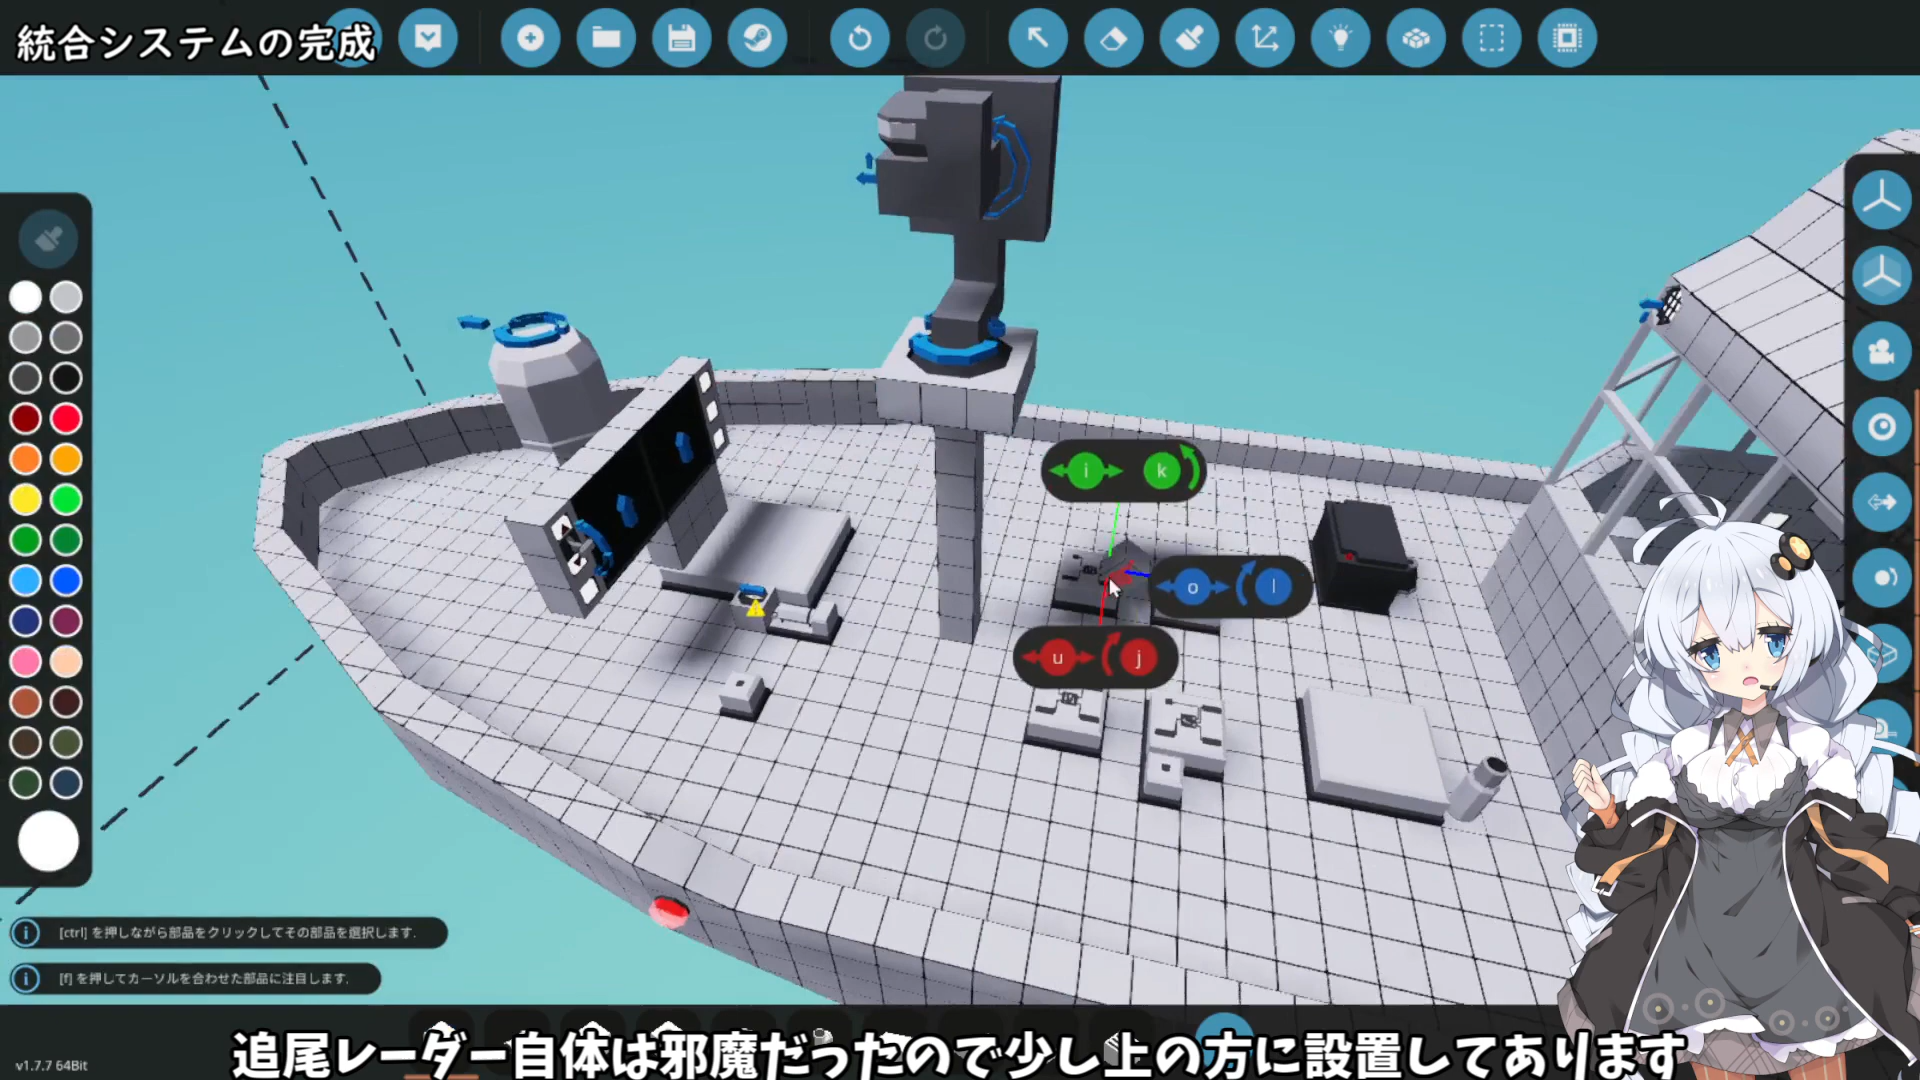 統合システムの完成
i k
o l
u j
[ctrl] を押しながら部品をクリックしてその部品を選択します.
[f] を押してカーソルを合わせた部品に注目します.
追尾レーダー自体は邪魔だったので少し上の方に設置してあります
v1.7.7 64Bit